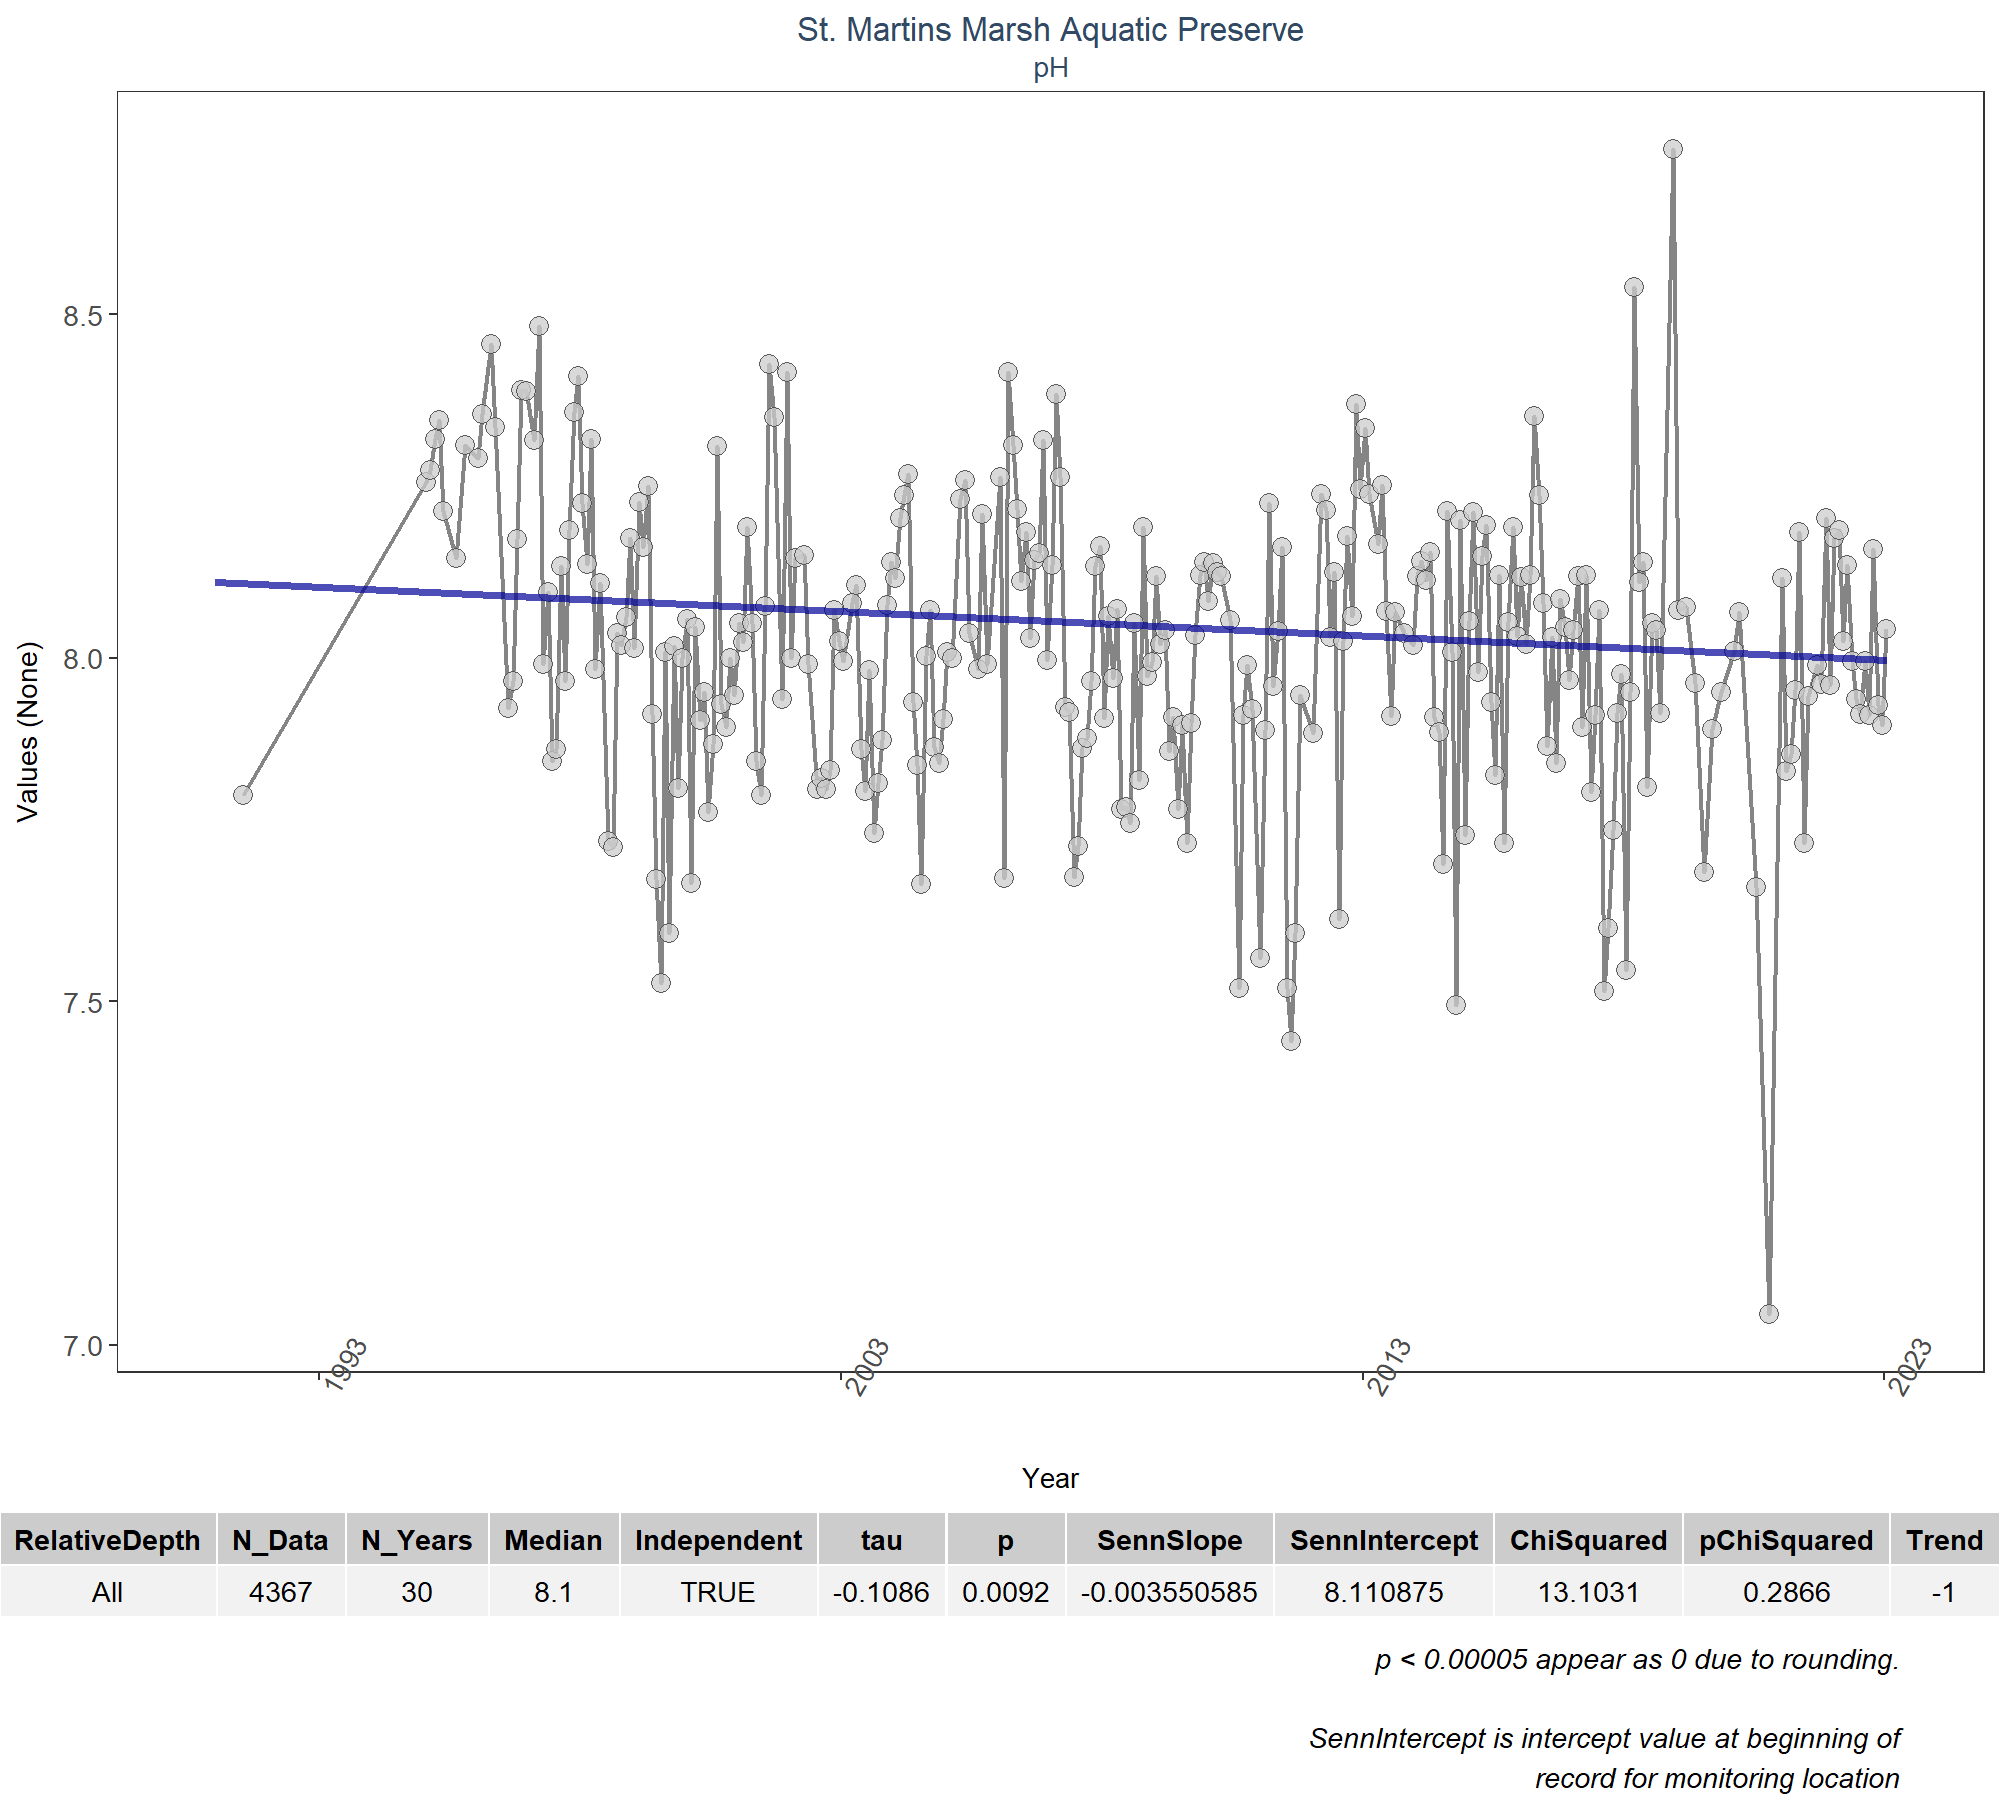 St. Martins Marsh Aquatic Preserve
pH
Values (None)
8.5
8.0
7.5
7.0
1993 2003 2013 2023
Year
RelativeDepth N_Data N_Years Median Independent tau p SennSlope SennIntercept ChiSquared pChiSquared Trend
All 4367 30 8.1 TRUE -0.1086 0.0092 -0.003550585 8.110875 13.1031 0.2866 -1
p < 0.00005 appear as 0 due to rounding.
SennIntercept is intercept value at beginning of
record for monitoring location